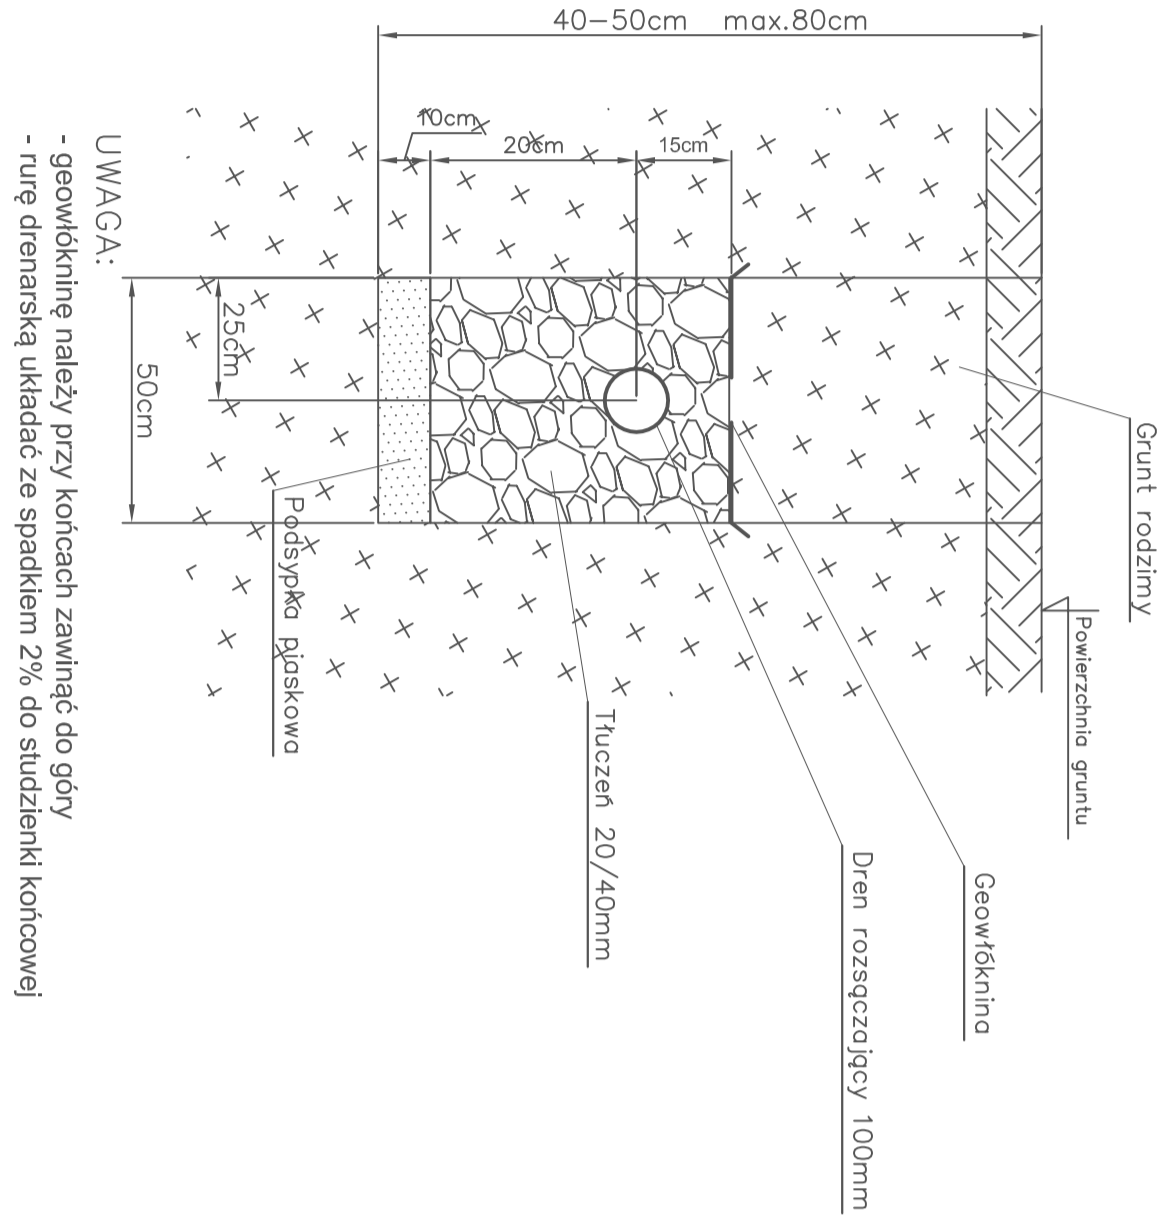 40-50cm max.80cm
10cm
20cm
15cm
25cm
50cm
Grunt rodzimy
Powierzchnia gruntu
Geowłóknina
Dren rozsączający 100mm
Tłuczeń 20/40mm
Podsypka piaskowa
UWAGA:
- geowłókninę należy przy końcach zawinąć do góry
- rurę drenarską układać ze spadkiem 2% do studzienki końcowej